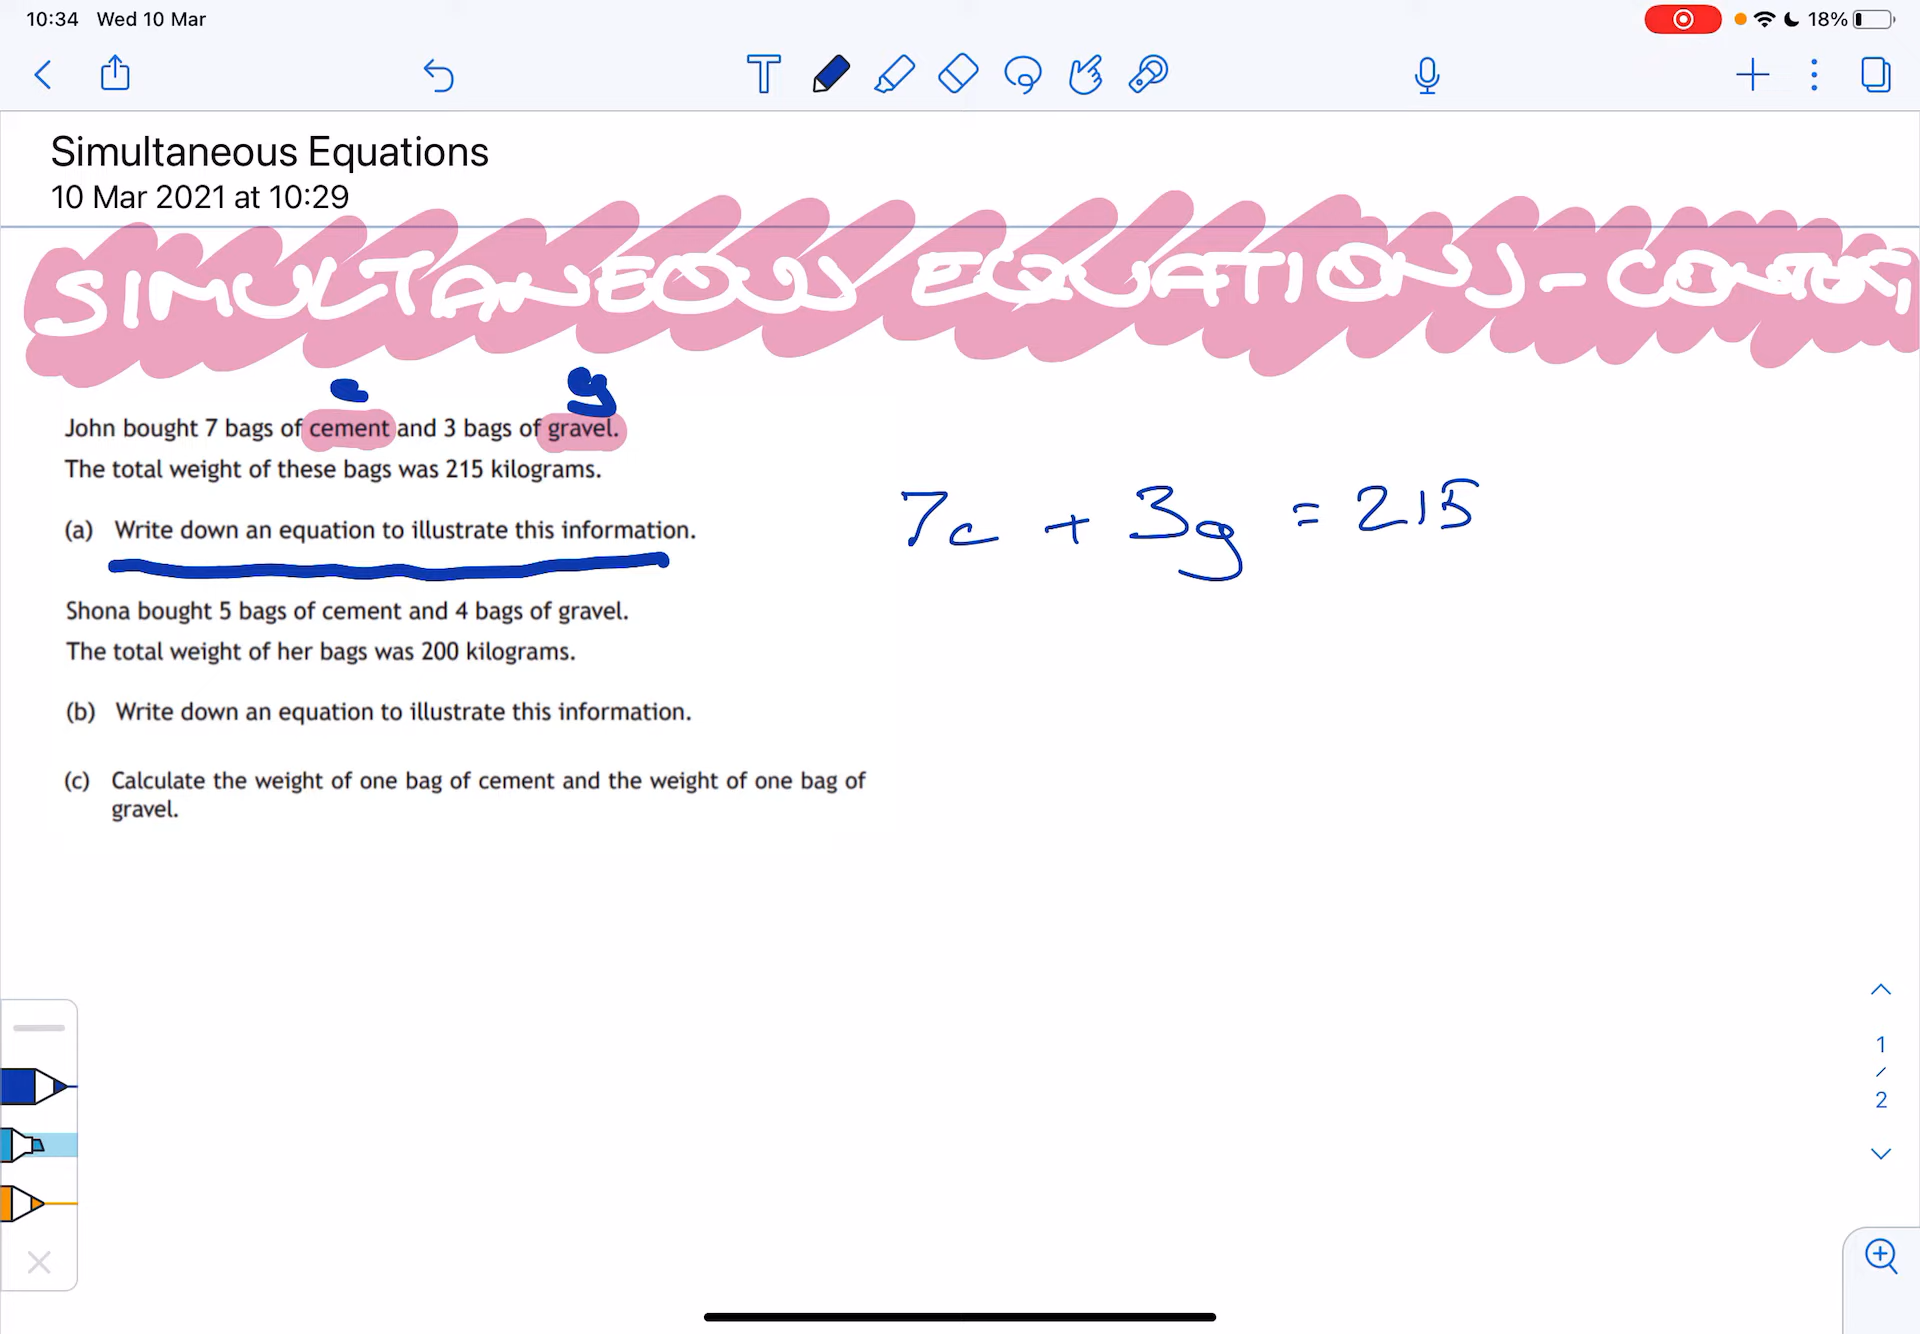 10:34 Wed 10 Mar
18%
Simultaneous Equations
10 Mar 2021 at 10:29
SIMULTANEOUS EQUATIONS -
c
g
John bought 7 bags of cement and 3 bags of gravel.
The total weight of these bags was 215 kilograms.
7c + 3g = 215
(a) Write down an equation to illustrate this information.
Shona bought 5 bags of cement and 4 bags of gravel.
The total weight of her bags was 200 kilograms.
(b) Write down an equation to illustrate this information.
(c) Calculate the weight of one bag of cement and the weight of one bag of
gravel.
1
/
2